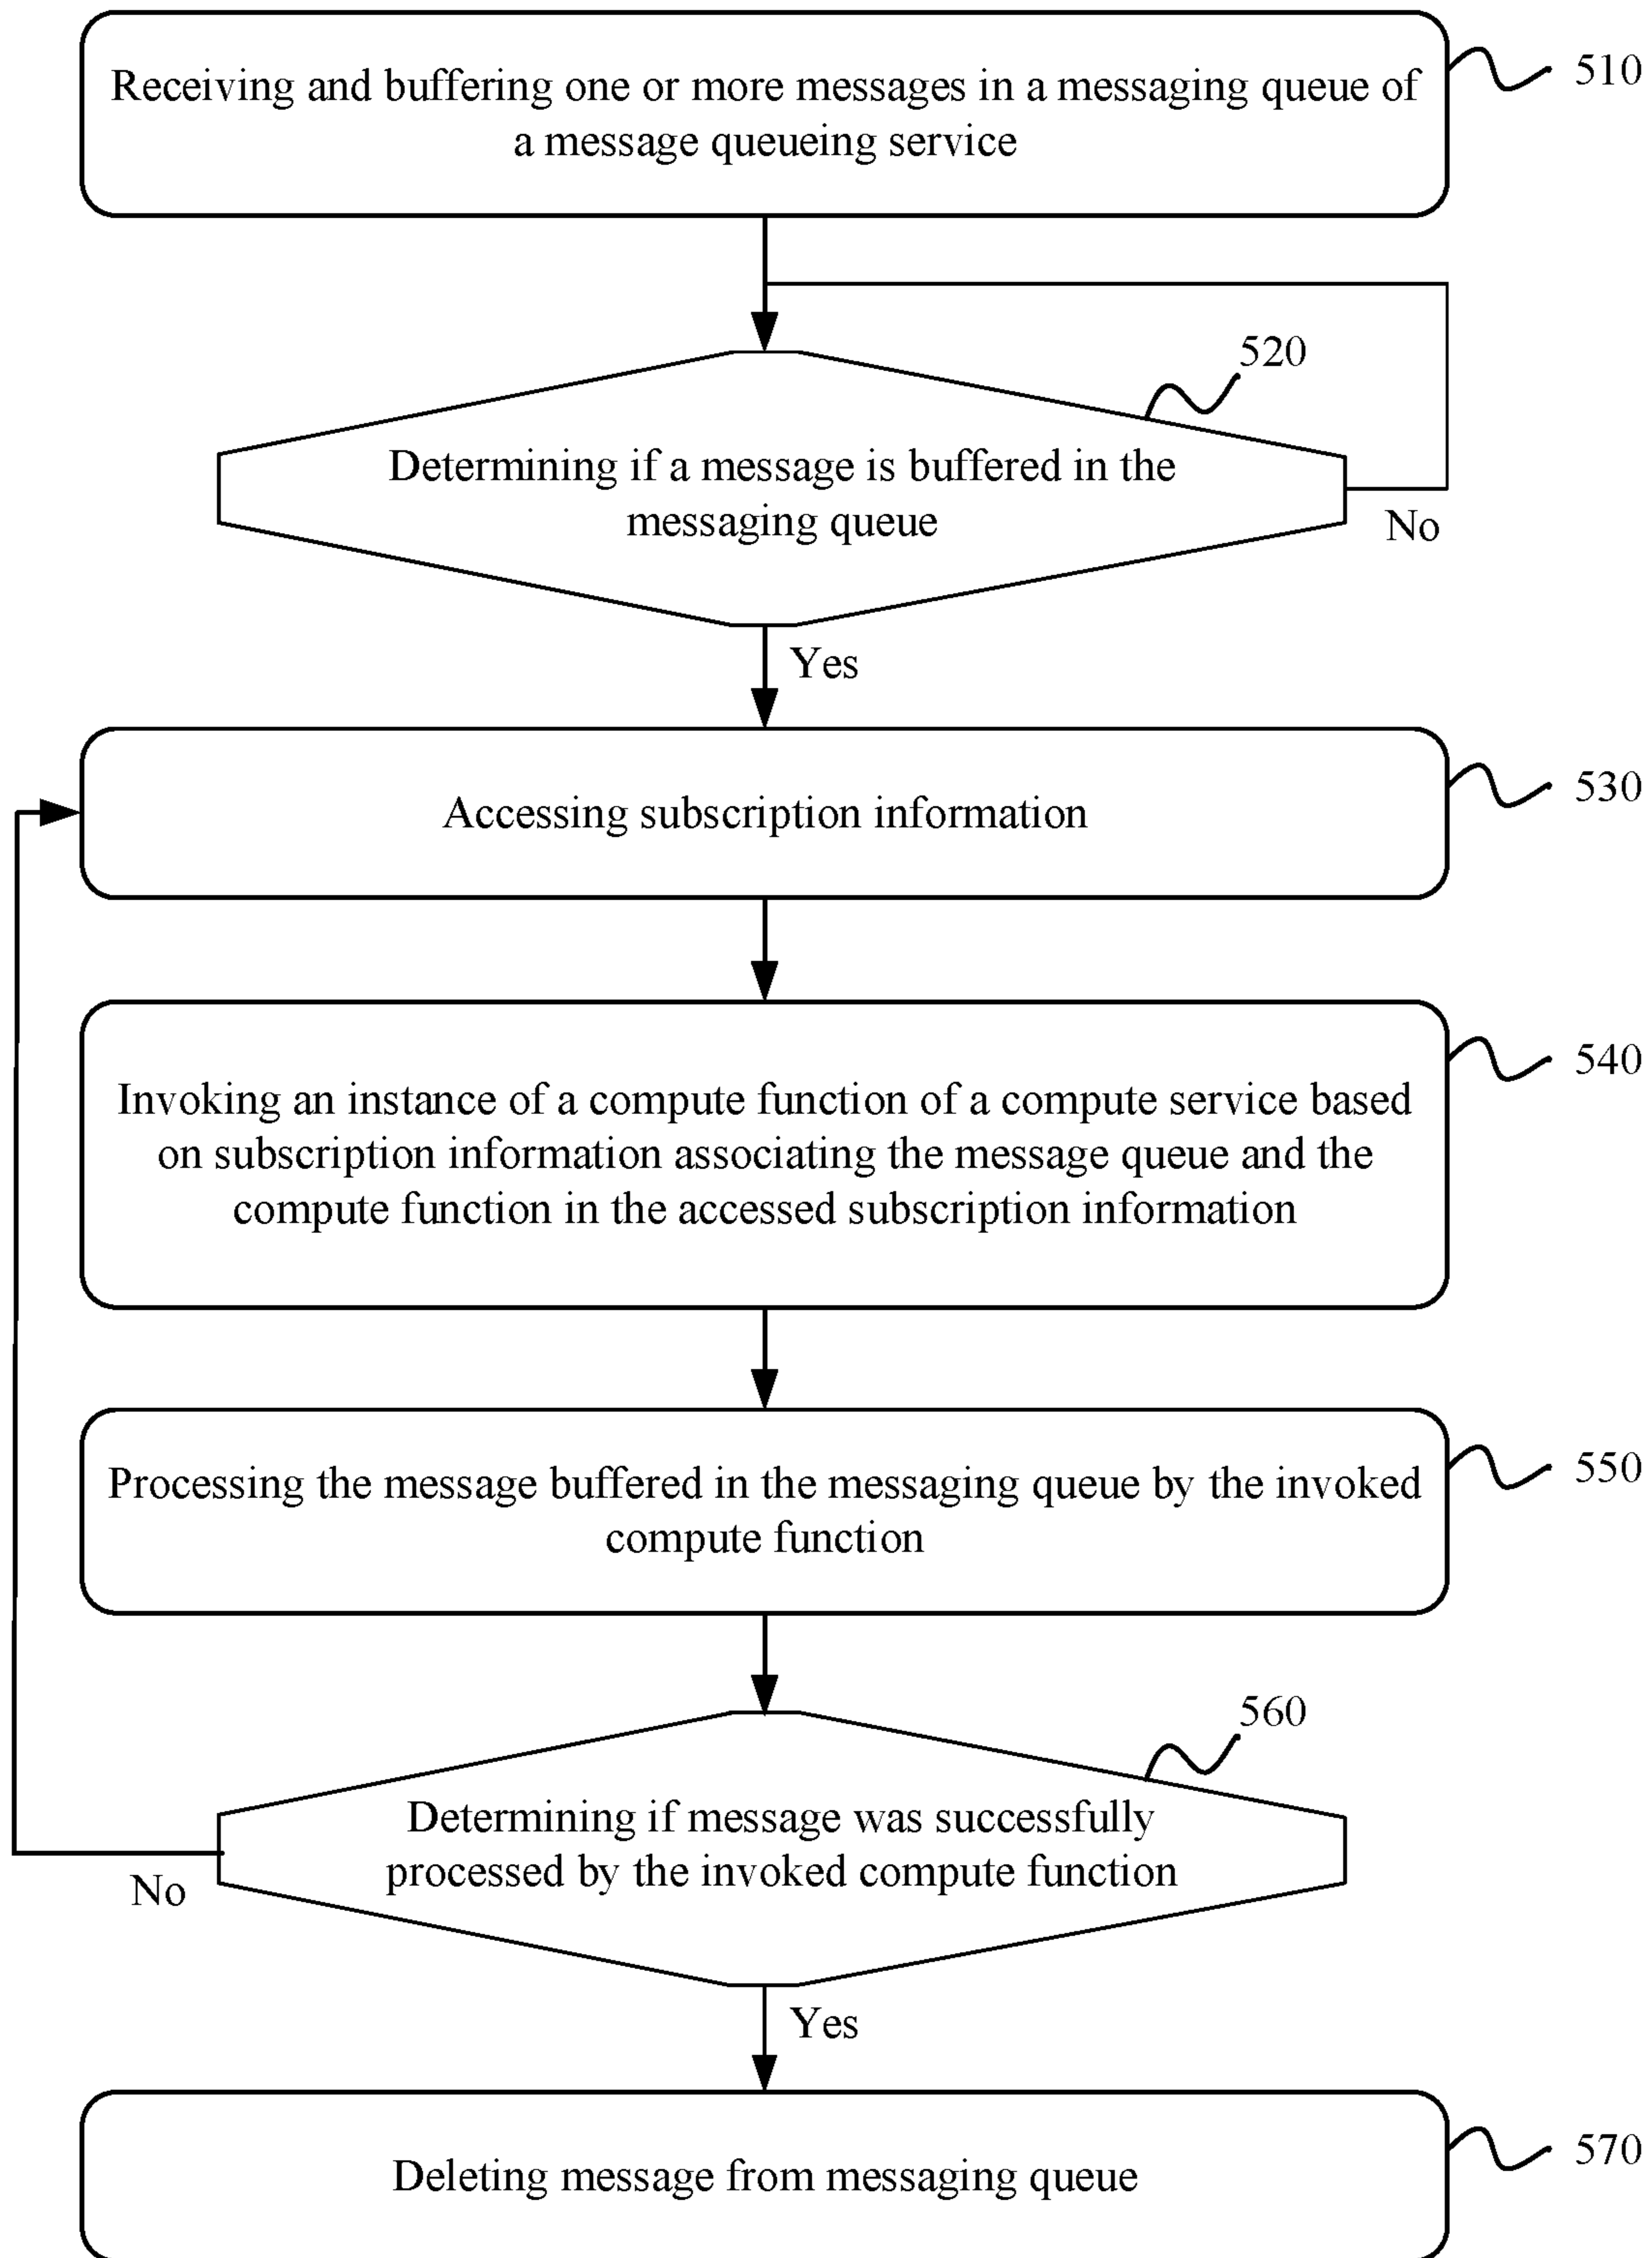 Receiving and buffering one or more messages in a messaging queue of
a message queueing service
510
520
Determining if a message is buffered in the
messaging queue
No
Yes
530
Accessing subscription information
540
Invoking an instance of a compute function of a compute service based
on subscription information associating the message queue and the
compute function in the accessed subscription information
550
Processing the message buffered in the messaging queue by the invoked
compute function
560
Determining if message was successfully
processed by the invoked compute function
No
Yes
570
Deleting message from messaging queue